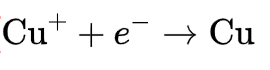 Cu⁺ + e⁻ → Cu